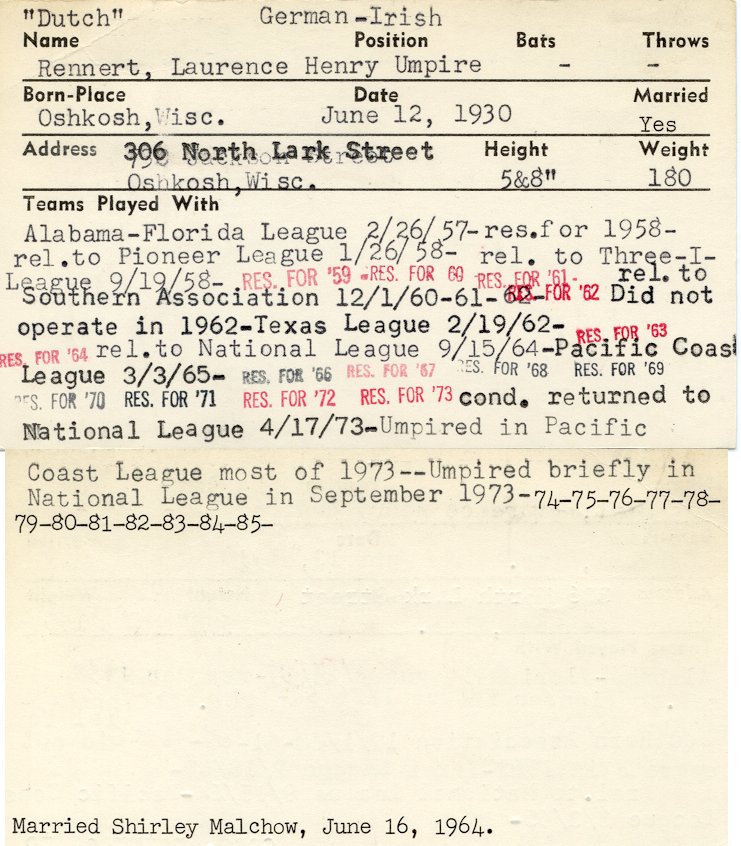 "Dutch" German-Irish
Name Position Bats Throws
Rennert, Laurence Henry Umpire - -
Born-Place Date Married
Oshkosh,Wisc. June 12, 1930 Yes
Address 306 North Lark Street Height Weight
Oshkosh,Wisc. 5&8" 180
Teams Played With
Alabama-Florida League 2/26/57-res.for 1958-
rel.to Pioneer League 1/26/58- rel. to Three-I-
League 9/19/58- RES. FOR '59 -RES. FOR 60 RES. FOR '61- rel.to
Southern Association 12/1/60-61-62- RES. FOR '62 Did not
operate in 1962-Texas League 2/19/62- RES. FOR '63
RES. FOR '64 rel.to National League 9/15/64-Pacific Coast
League 3/3/65- RES. FOR '66 RES. FOR '67 RES. FOR '68 RES. FOR '69
RES. FOR '70 RES. FOR '71 RES. FOR '72 RES. FOR '73 cond. returned to
National League 4/17/73-Umpired in Pacific
Coast League most of 1973--Umpired briefly in
National League in September 1973-74-75-76-77-78-
79-80-81-82-83-84-85-
Married Shirley Malchow, June 16, 1964.